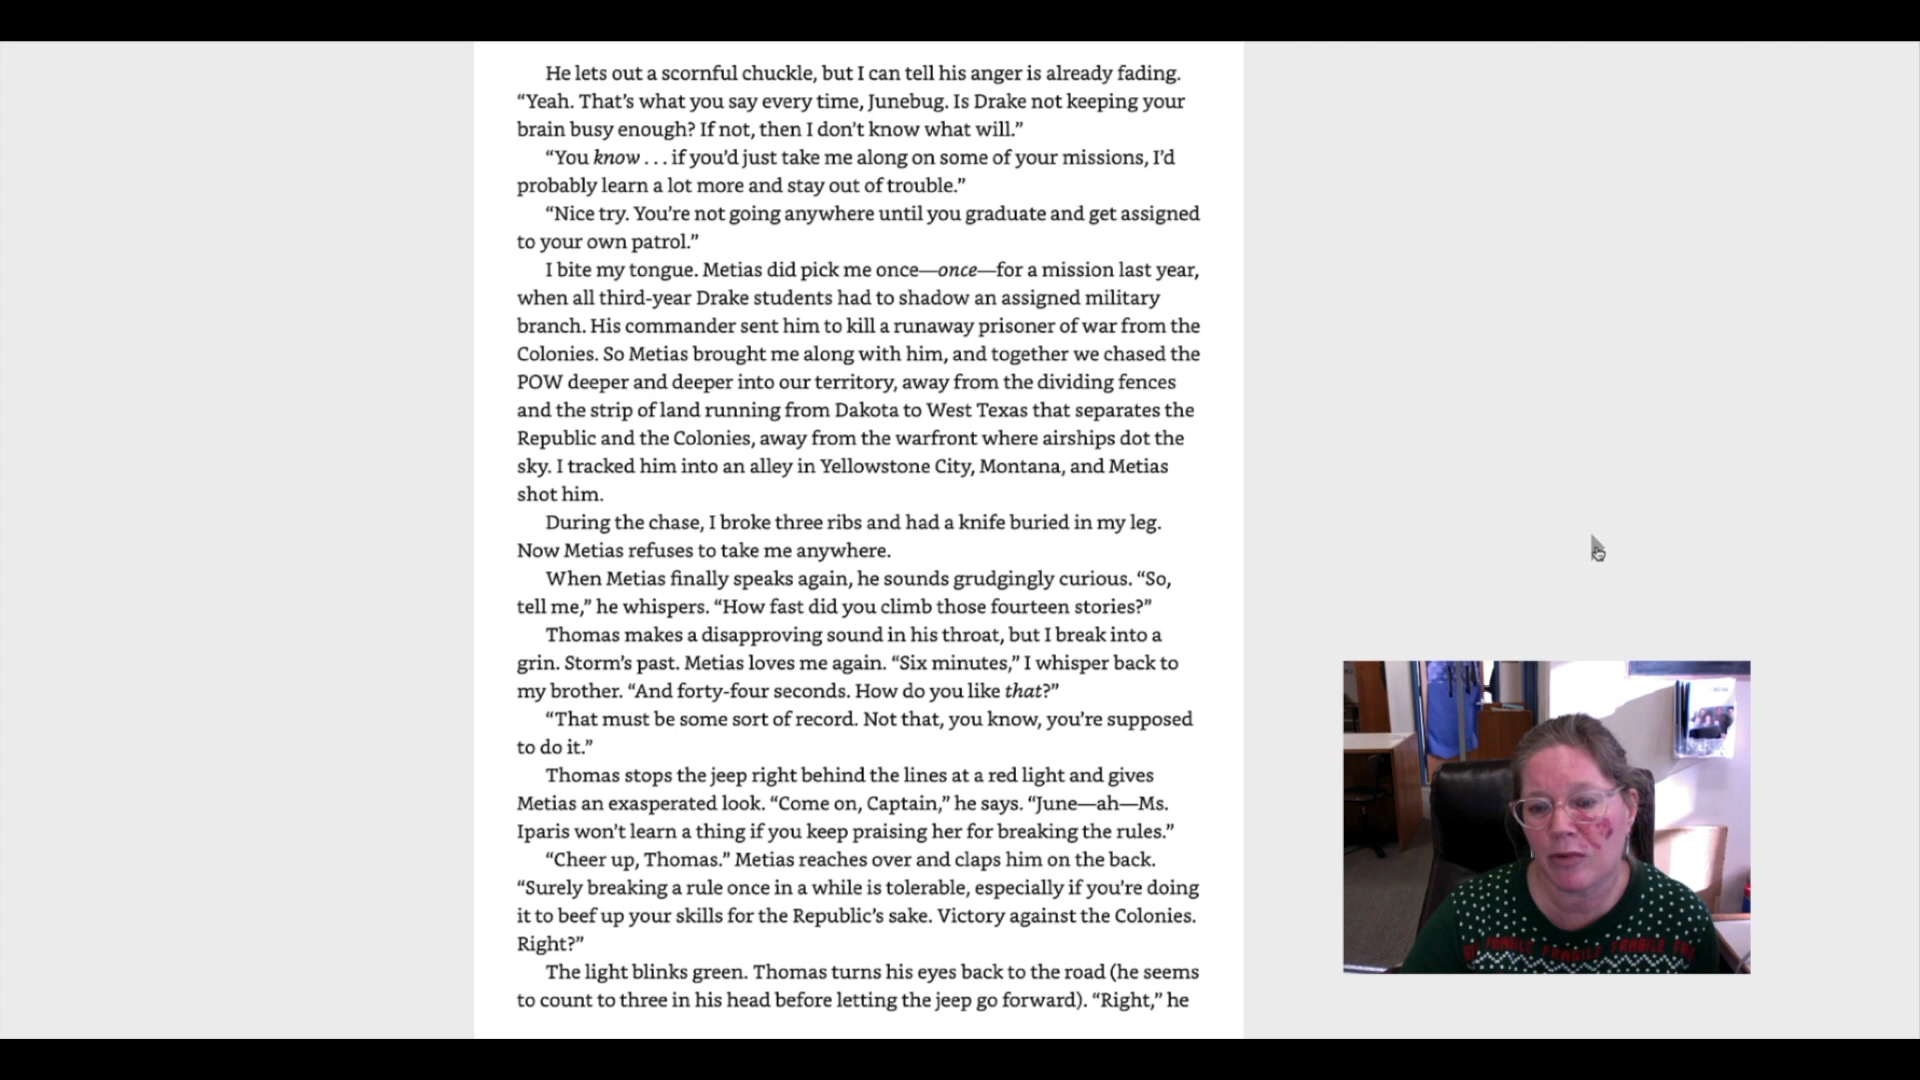 He lets out a scornful chuckle, but I can tell his anger is already fading.
“Yeah. That’s what you say every time, Junebug. Is Drake not keeping your
brain busy enough? If not, then I don’t know what will.”
“You know . . . if you’d just take me along on some of your missions, I’d
probably learn a lot more and stay out of trouble.”
“Nice try. You’re not going anywhere until you graduate and get assigned
to your own patrol.”
I bite my tongue. Metias did pick me once—once—for a mission last year,
when all third-year Drake students had to shadow an assigned military
branch. His commander sent him to kill a runaway prisoner of war from the
Colonies. So Metias brought me along with him, and together we chased the
POW deeper and deeper into our territory, away from the dividing fences
and the strip of land running from Dakota to West Texas that separates the
Republic and the Colonies, away from the warfront where airships dot the
sky. I tracked him into an alley in Yellowstone City, Montana, and Metias
shot him.
During the chase, I broke three ribs and had a knife buried in my leg.
Now Metias refuses to take me anywhere.
When Metias finally speaks again, he sounds grudgingly curious. “So,
tell me,” he whispers. “How fast did you climb those fourteen stories?”
Thomas makes a disapproving sound in his throat, but I break into a
grin. Storm’s past. Metias loves me again. “Six minutes,” I whisper back to
my brother. “And forty-four seconds. How do you like that?”
“That must be some sort of record. Not that, you know, you’re supposed
to do it.”
Thomas stops the jeep right behind the lines at a red light and gives
Metias an exasperated look. “Come on, Captain,” he says. “June—ah—Ms.
Iparis won’t learn a thing if you keep praising her for breaking the rules.”
“Cheer up, Thomas.” Metias reaches over and claps him on the back.
“Surely breaking a rule once in a while is tolerable, especially if you’re doing
it to beef up your skills for the Republic’s sake. Victory against the Colonies.
Right?”
The light blinks green. Thomas turns his eyes back to the road (he seems
to count to three in his head before letting the jeep go forward). “Right,” he
FRAGILE FRAGILE FRAGILE